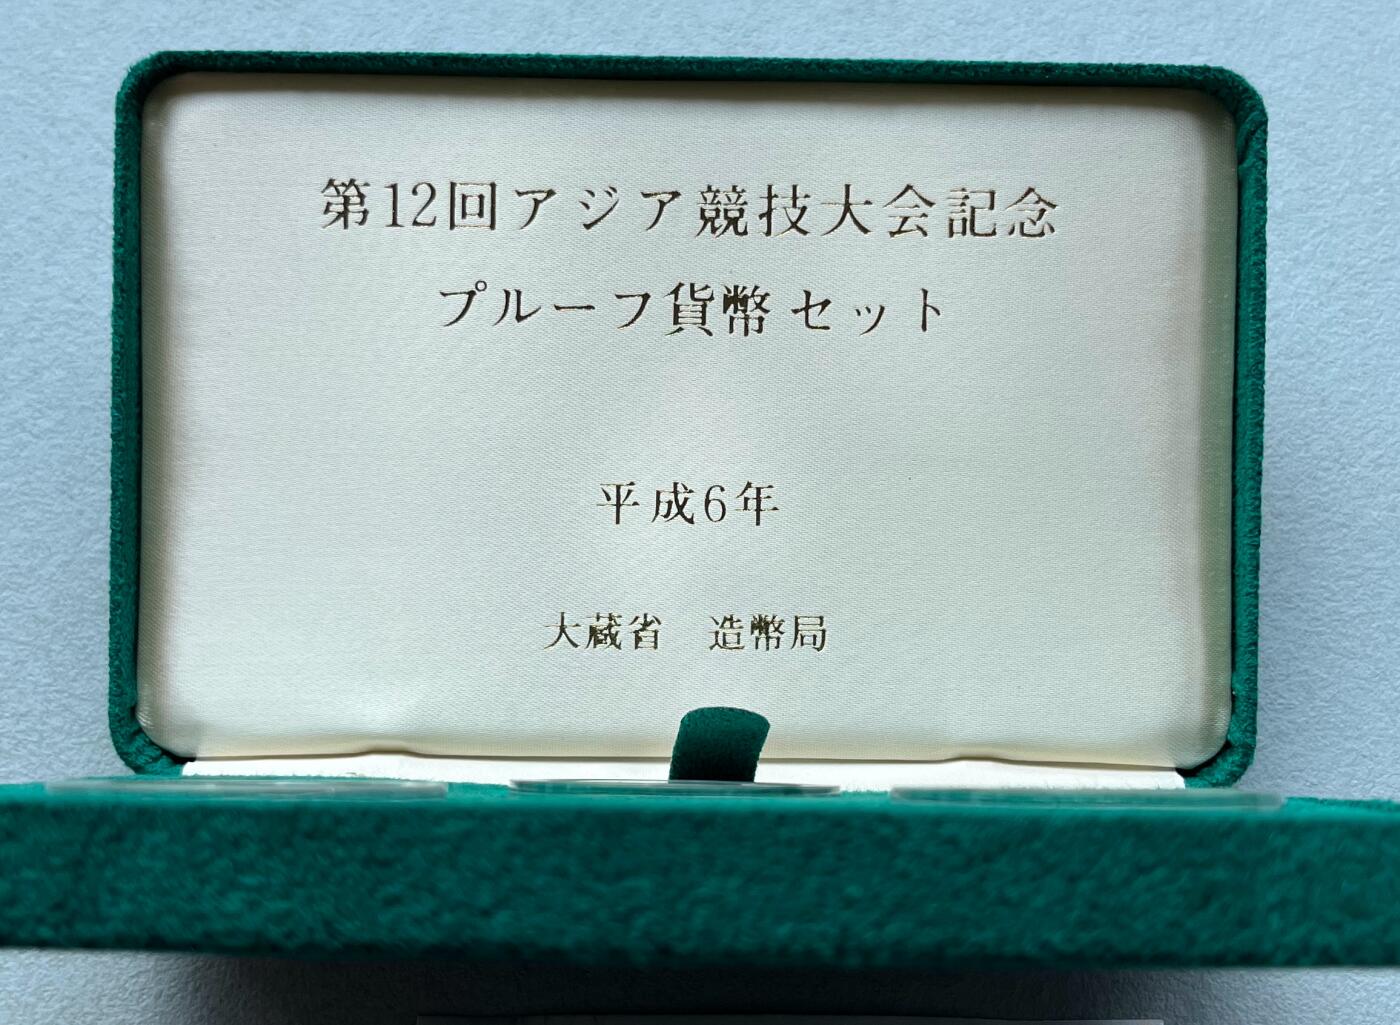 第12回アジア競技大会記念
プルーフ貨幣セット
平成6年
大蔵省　造幣局